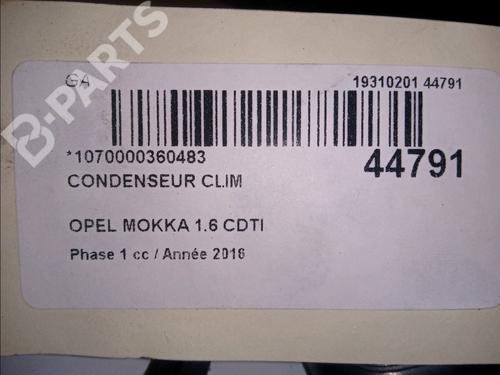 GA
19310201 44791
*1070000360483
44791
CONDENSEUR CLIM
OPEL MOKKA 1.6 CDTI
Phase 1 cc / Année 2016
B-PARTS